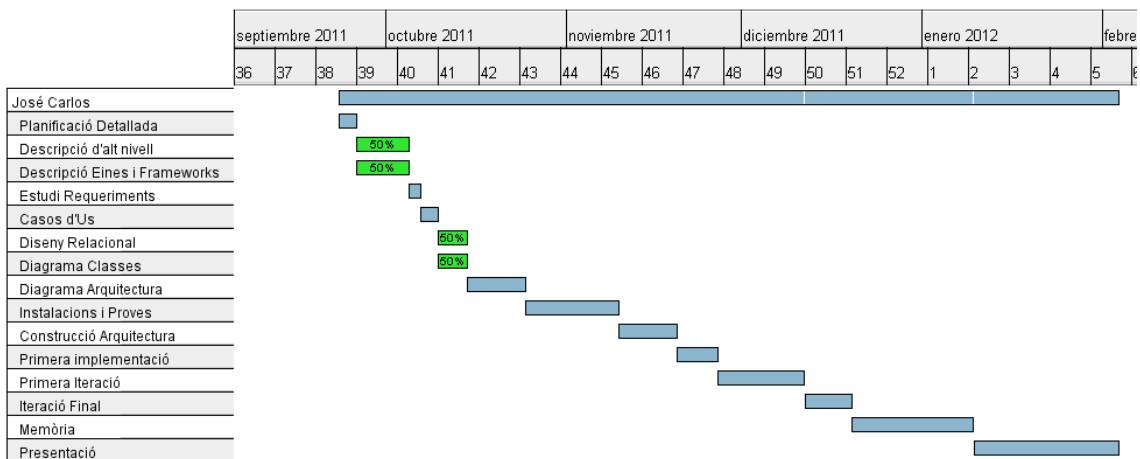 septiembre 2011 octubre 2011 noviembre 2011 diciembre 2011 enero 2012 febre
36 37 38 39 40 41 42 43 44 45 46 47 48 49 50 51 52 1 2 3 4 5 6
José Carlos
Planificació Detallada
Descripció d'alt nivell 50%
Descripció Eines i Frameworks 50%
Estudi Requeriments
Casos d'Us
Diseny Relacional 50%
Diagrama Classes 50%
Diagrama Arquitectura
Instalacions i Proves
Construcció Arquitectura
Primera implementació
Primera Iteració
Iteració Final
Memòria
Presentació